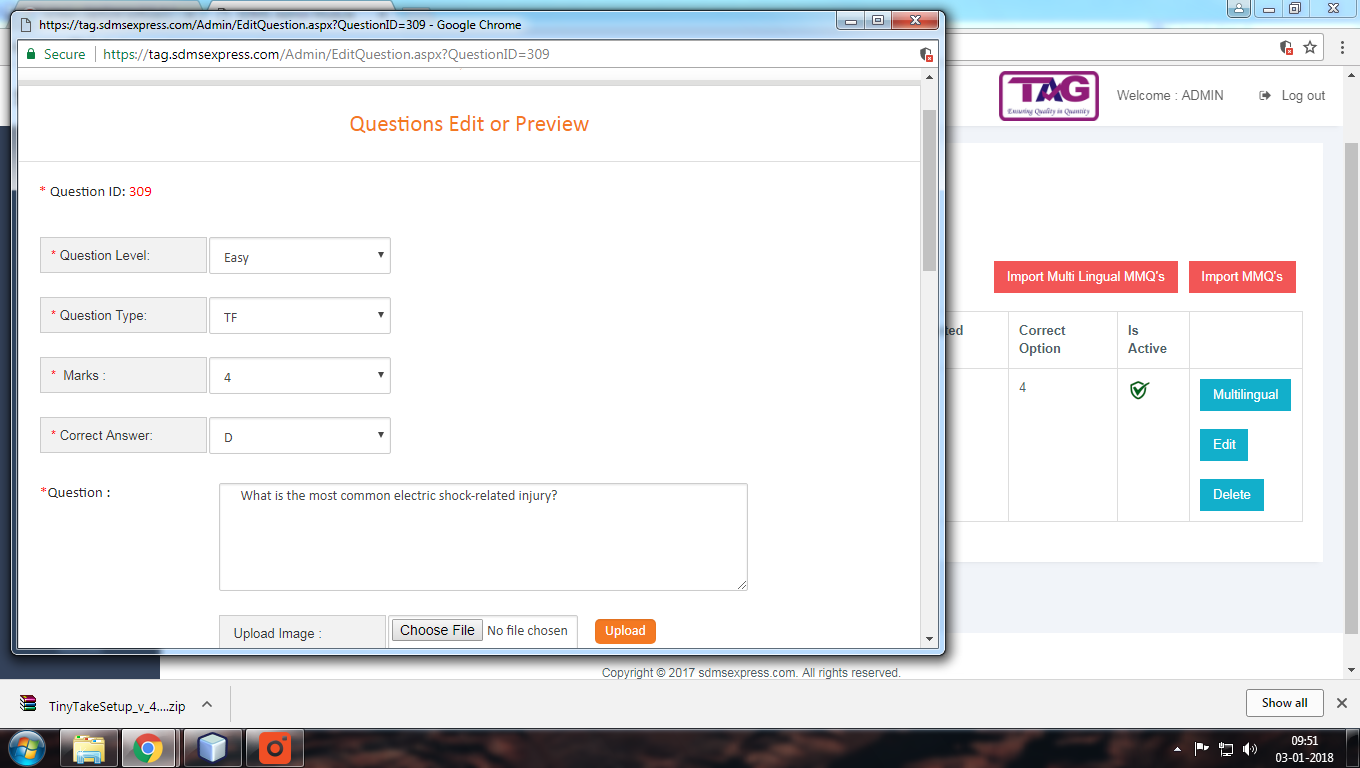 https://tag.sdmsexpress.com/Admin/EditQuestion.aspx?QuestionID=309 - Google Chrome
Secure https://tag.sdmsexpress.com/Admin/EditQuestion.aspx?QuestionID=309
TAG
Ensuring Quality in Quantity
Welcome : ADMIN
Log out
Questions Edit or Preview
* Question ID: 309
* Question Level: Easy
* Question Type: TF
* Marks : 4
* Correct Answer: D
*Question : What is the most common electric shock-related injury?
Upload Image : Choose File No file chosen Upload
Import Multi Lingual MMQ's Import MMQ's
Correct Option
Is Active
4
Multilingual
Edit
Delete
Copyright © 2017 sdmsexpress.com. All rights reserved.
TinyTakeSetup_v_4....zip
Show all
09:51
03-01-2018